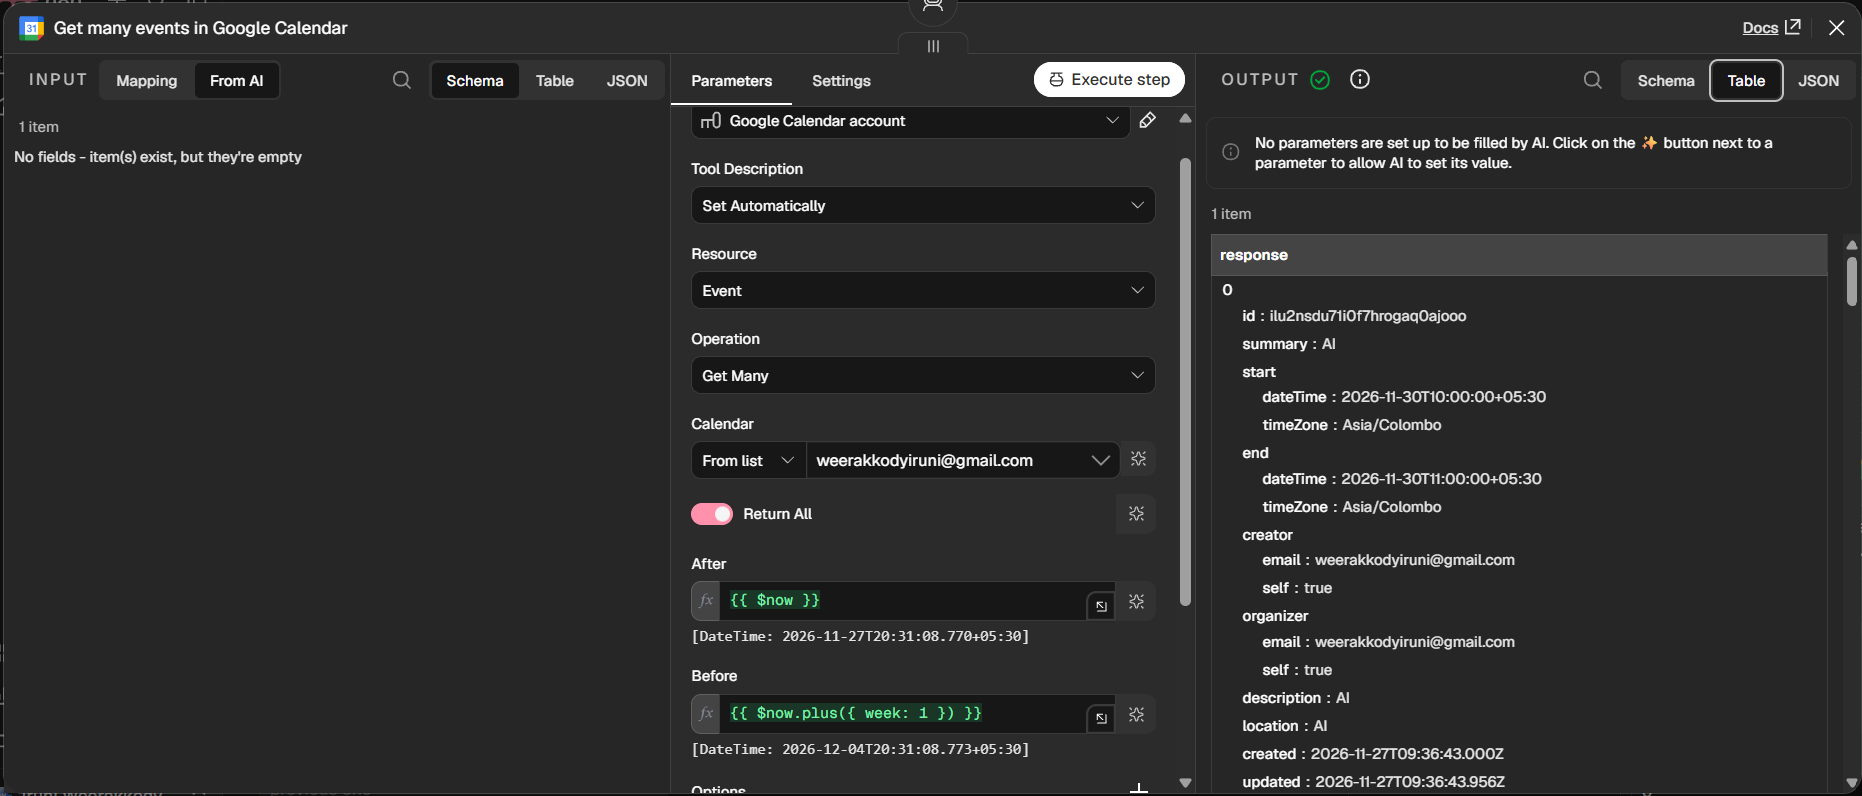 31 Get many events in Google Calendar
Docs
INPUT
Mapping
From AI
Schema
Table
JSON
1 item
No fields - item(s) exist, but they're empty
Parameters
Settings
Execute step
Google Calendar account
Tool Description
Set Automatically
Resource
Event
Operation
Get Many
Calendar
From list
weerakkodyiruni@gmail.com
Return All
After
fx {{ $now }}
[DateTime: 2026-11-27T20:31:08.770+05:30]
Before
fx {{ $now.plus({ week: 1 }) }}
[DateTime: 2026-12-04T20:31:08.773+05:30]
Options
OUTPUT
Schema
Table
JSON
No parameters are set up to be filled by AI. Click on the ✨ button next to a
parameter to allow AI to set its value.
1 item
response
0
id : ilu2nsdu71i0f7hrogaq0ajooo
summary : AI
start
dateTime : 2026-11-30T10:00:00+05:30
timeZone : Asia/Colombo
end
dateTime : 2026-11-30T11:00:00+05:30
timeZone : Asia/Colombo
creator
email : weerakkodyiruni@gmail.com
self : true
organizer
email : weerakkodyiruni@gmail.com
self : true
description : AI
location : AI
created : 2026-11-27T09:36:43.000Z
updated : 2026-11-27T09:36:43.956Z